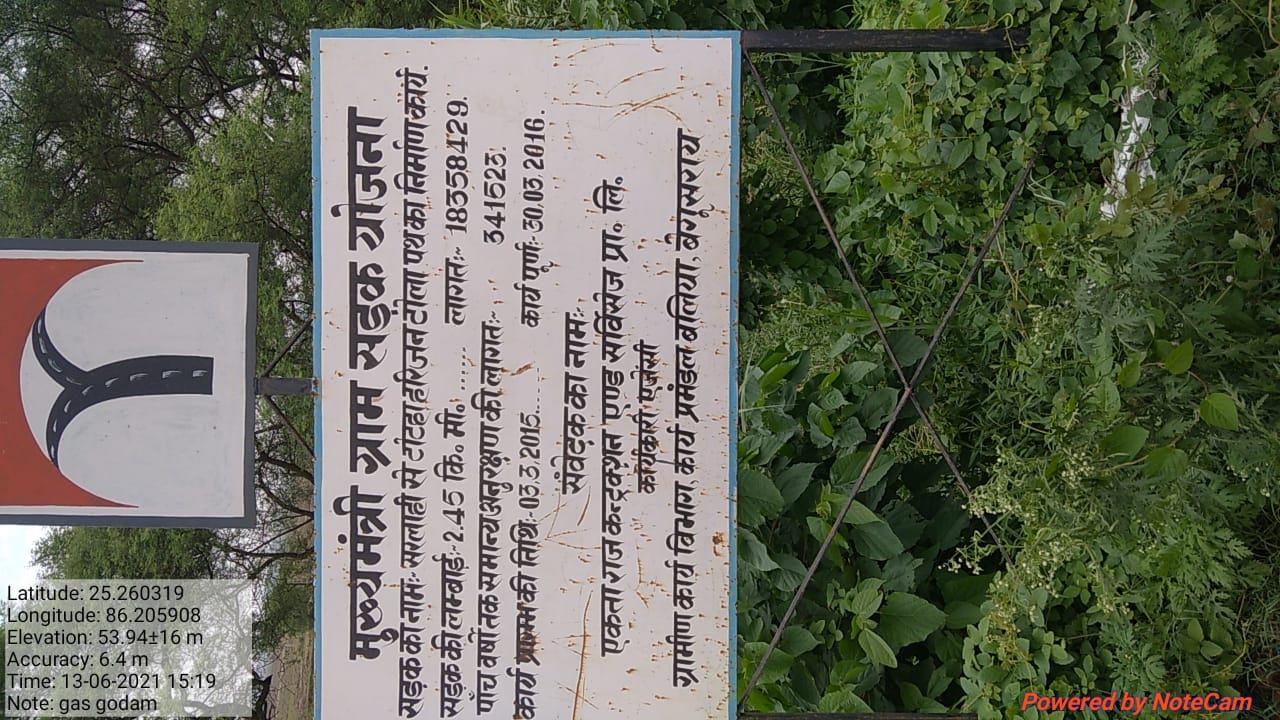 मुख्यमंत्री ग्राम सड़क योजना
सड़क का नामः- सलाही से टेटहा हरिजन टोला पथ का निर्माण कार्य.
सड़क की लम्बाईः- 2.45 कि० मी० ...... लागतः- 18358429.
पाँच वर्षो तक समान्य अनुरक्षण की लागतः- 341523.
कार्य प्रारम्भ की तिथिः- 03.3.2015...... कार्य पूर्णः- 30.03.2016.
संवेदक का नामः-
एकता राज कन्ट्रक्शन एण्ड सर्विसेज प्रा० लि.
कार्यकारी एजेंसी
ग्रामीण कार्य विभाग, कार्य प्रमंडल बलिया, बेगूसराय
Latitude: 25.260319
Longitude: 86.205908
Elevation: 53.94±16 m
Accuracy: 6.4 m
Time: 13-06-2021 15:19
Note: gas godam
Powered by NoteCam